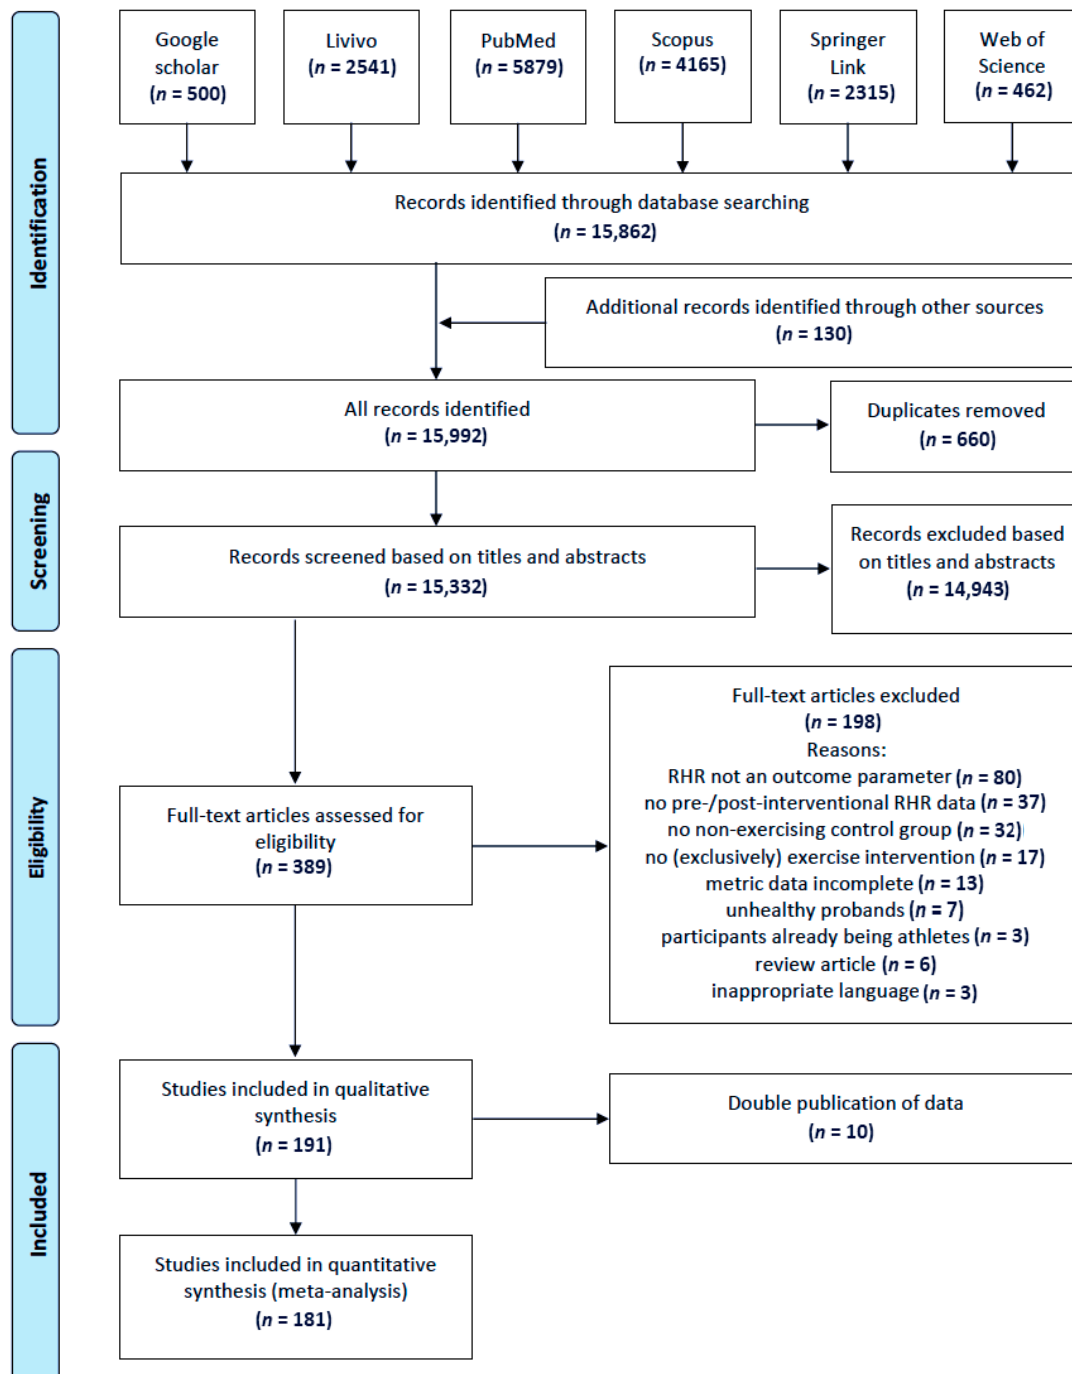 Google
scholar
(n = 500)
Livivo
(n = 2541)
PubMed
(n = 5879)
Scopus
(n = 4165)
Springer
Link
(n = 2315)
Web of
Science
(n = 462)
Identification
Records identified through database searching
(n = 15,862)
Additional records identified through other sources
(n = 130)
All records identified
(n = 15,992)
Duplicates removed
(n = 660)
Screening
Records screened based on titles and abstracts
(n = 15,332)
Records excluded based
on titles and abstracts
(n = 14,943)
Eligibility
Full-text articles assessed for
eligibility
(n = 389)
Full-text articles excluded
(n = 198)
Reasons:
RHR not an outcome parameter (n = 80)
no pre-/post-interventional RHR data (n = 37)
no non-exercising control group (n = 32)
no (exclusively) exercise intervention (n = 17)
metric data incomplete (n = 13)
unhealthy probands (n = 7)
participants already being athletes (n = 3)
review article (n = 6)
inappropriate language (n = 3)
Included
Studies included in qualitative
synthesis
(n = 191)
Double publication of data
(n = 10)
Studies included in quantitative
synthesis (meta-analysis)
(n = 181)